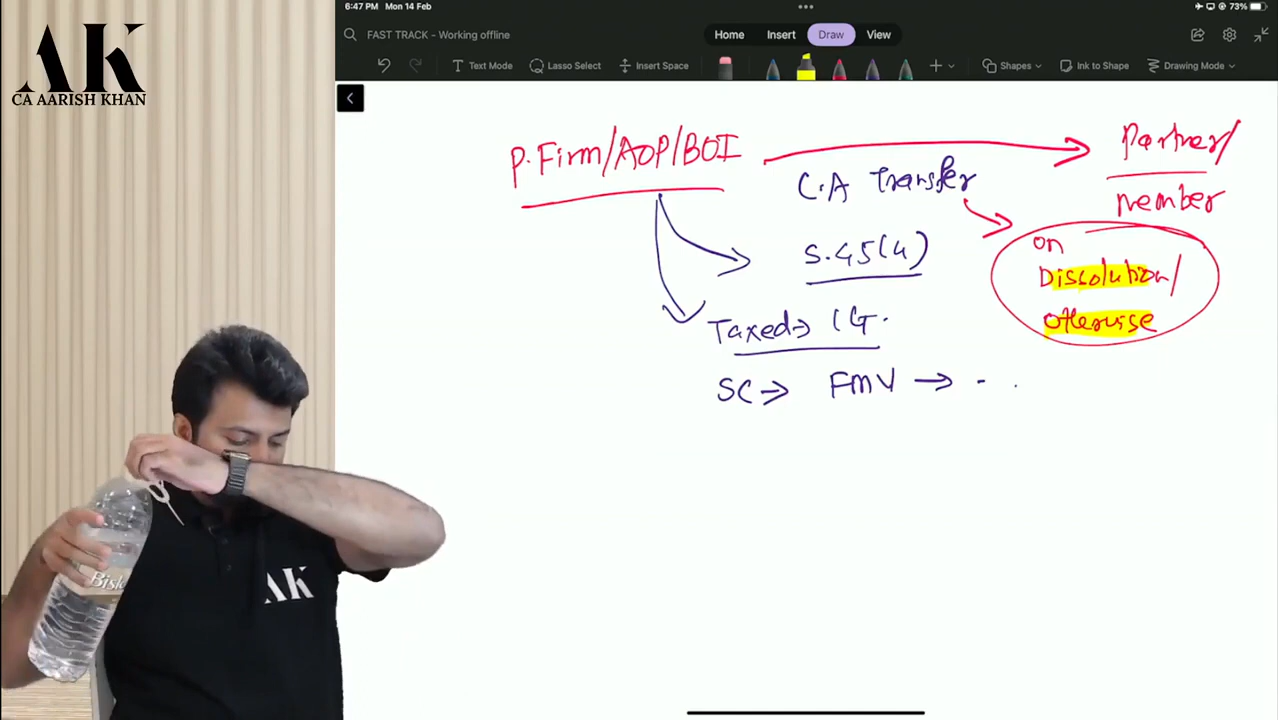 6:47 PM Mon 14 Feb
73%
AK
CA AARISH KHAN
FAST TRACK - Working offline
Home Insert Draw View
Text Mode Lasso Select Insert Space Shapes Ink to Shape Drawing Mode
P.Firm/AOP/BOI
Partner/
member
C.A Transfer
on
Dissolution/
otherwise
S.45(4)
Taxed→ CG.
SC⇒ FMV → - .
AK